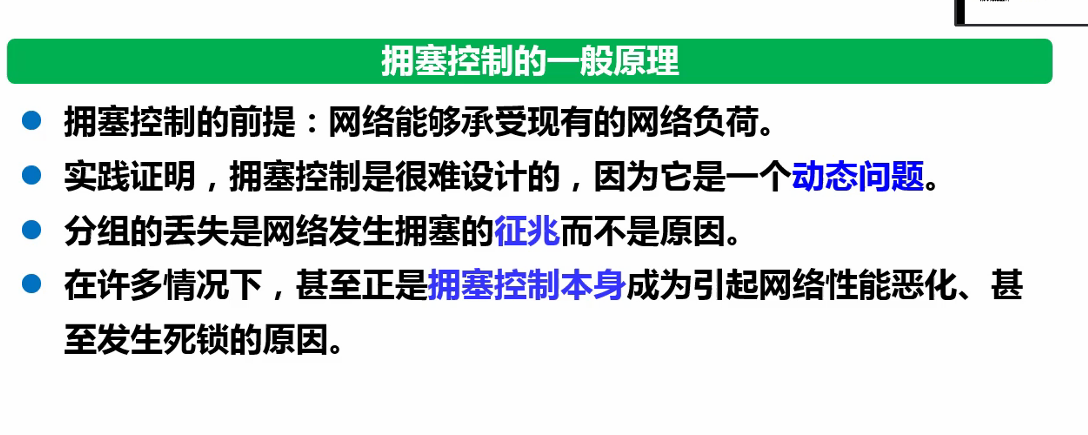 拥塞控制的一般原理
拥塞控制的前提：网络能够承受现有的网络负荷。
实践证明，拥塞控制是很难设计的，因为它是一个动态问题。
分组的丢失是网络发生拥塞的征兆而不是原因。
在许多情况下，甚至正是拥塞控制本身成为引起网络性能恶化、甚
至发生死锁的原因。